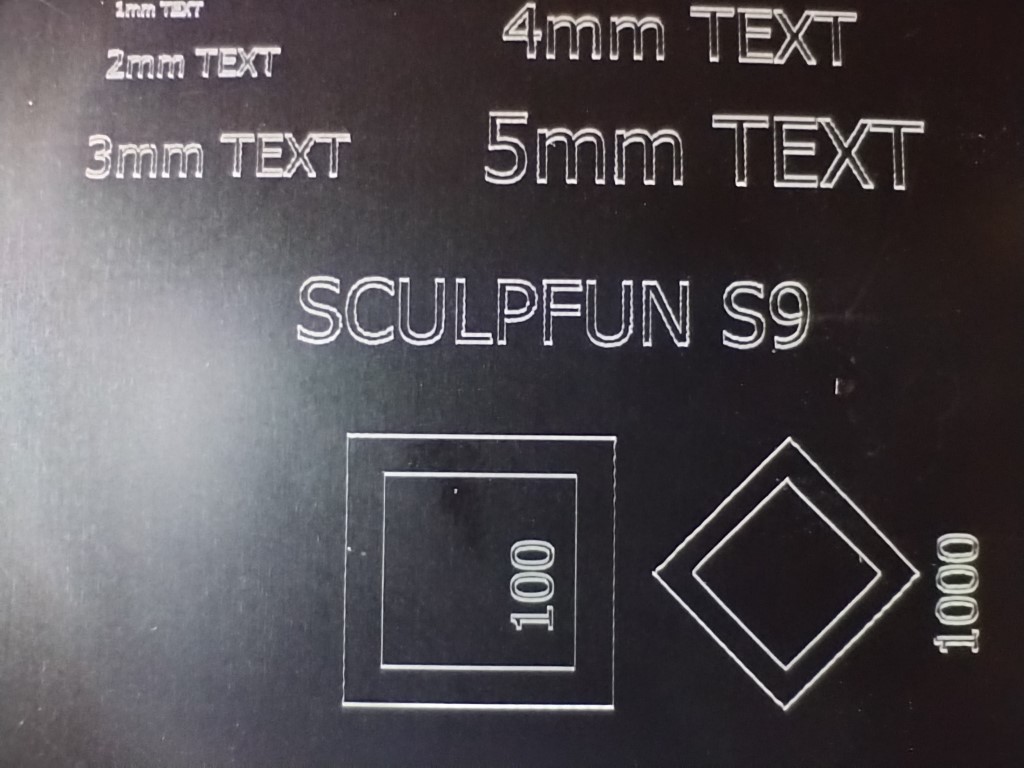 1mm TEXT
2mm TEXT
3mm TEXT
4mm TEXT
5mm TEXT
SCULPFUN S9
100
1000